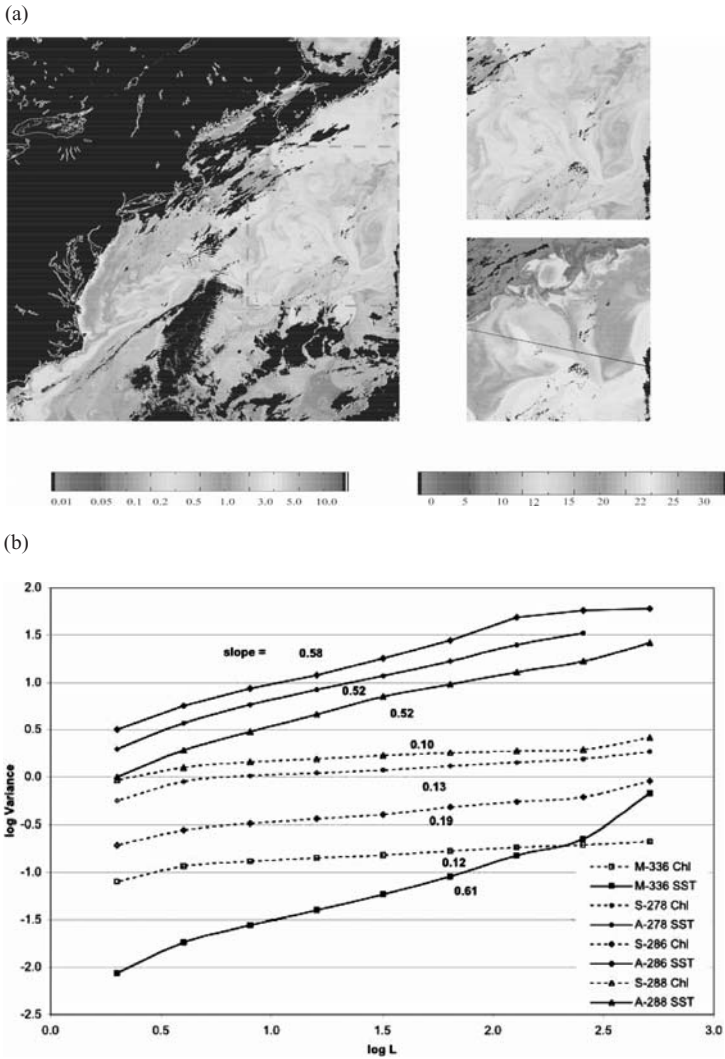 (a)
0.01 0.05 0.1 0.2 0.5 1.0 3.0 5.0 10.0
0 5 10 12 15 20 22 25 30
(b)
2.0
1.5
1.0
0.5
0.0
-0.5
-1.0
-1.5
-2.0
-2.5
log Variance
slope = 0.58
0.52
0.52
0.10
0.13
0.19
0.12
0.61
M-336 Chl
M-336 SST
S-278 Chl
A-278 SST
S-286 Chl
A-286 SST
S-288 Chl
A-288 SST
0.0 0.5 1.0 1.5 2.0 2.5 3.0
log L